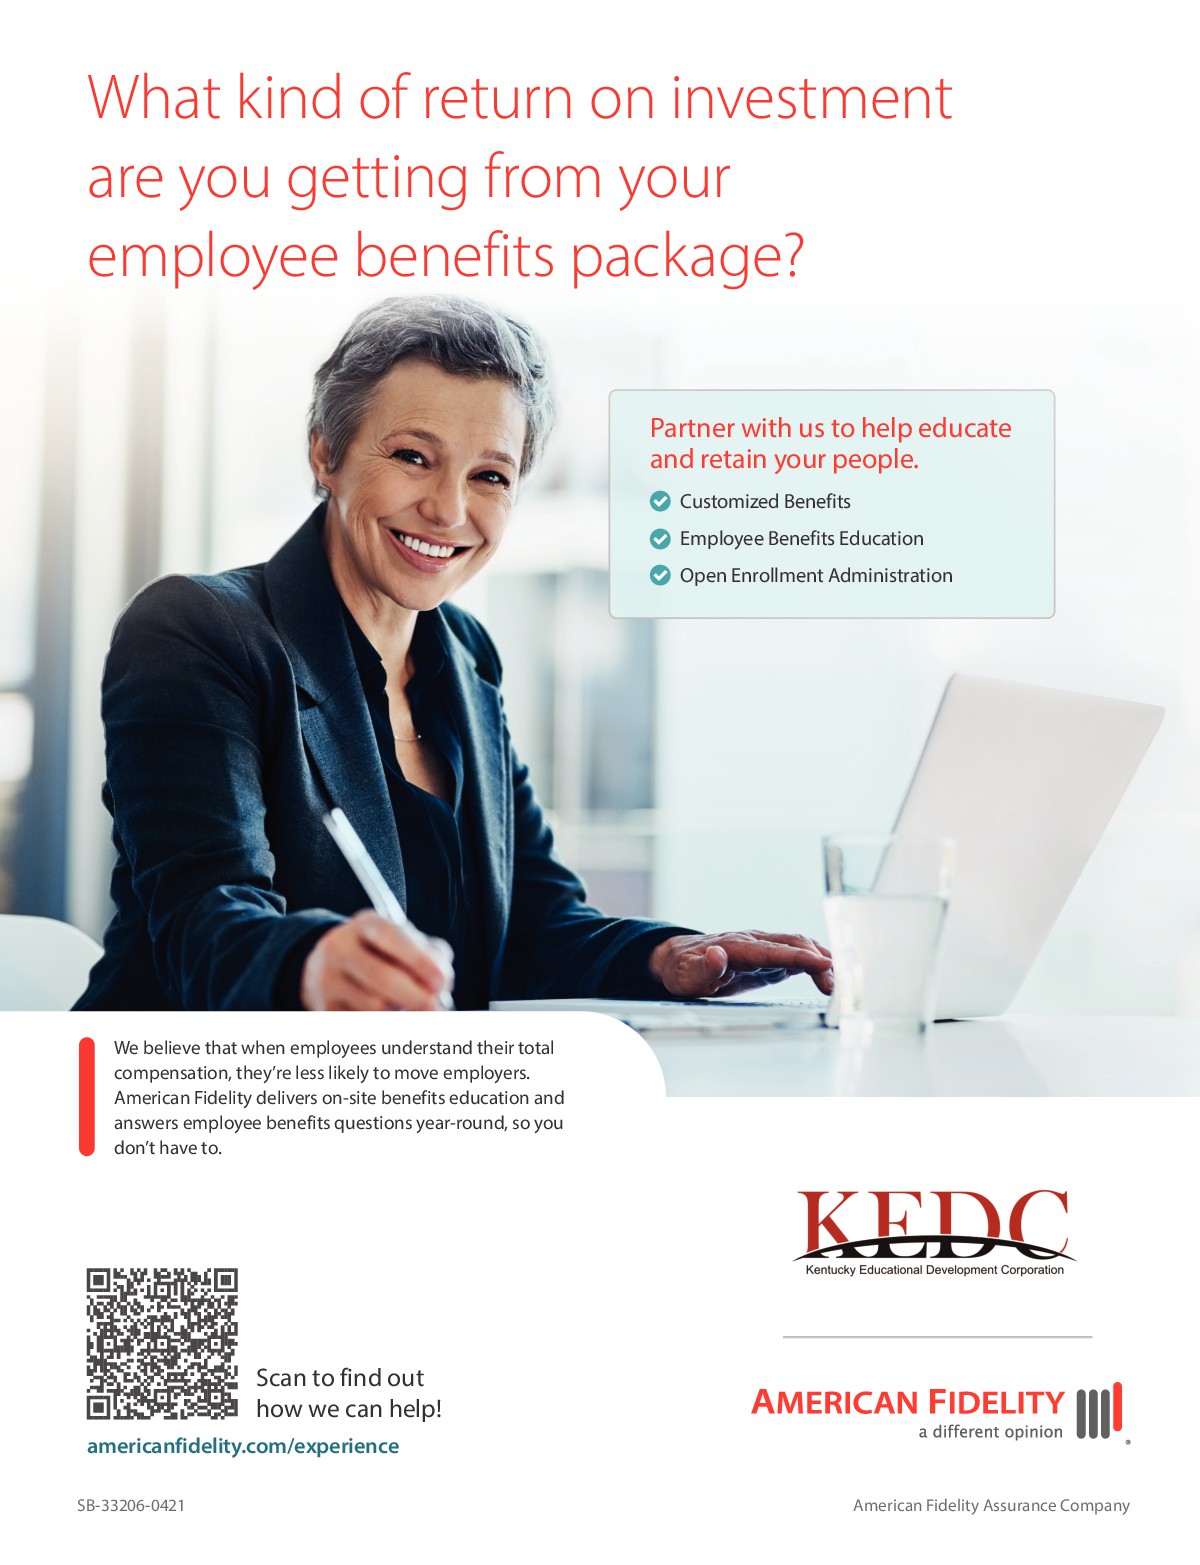 What kind of return on investment
are you getting from your
employee benefits package?
Partner with us to help educate
and retain your people.
Customized Benefits
Employee Benefits Education
Open Enrollment Administration
We believe that when employees understand their total
compensation, they’re less likely to move employers.
American Fidelity delivers on-site benefits education and
answers employee benefits questions year-round, so you
don’t have to.
KEDC
Kentucky Educational Development Corporation
Scan to find out
how we can help!
americanfidelity.com/experience
AMERICAN FIDELITY
a different opinion
®
SB-33206-0421
American Fidelity Assurance Company